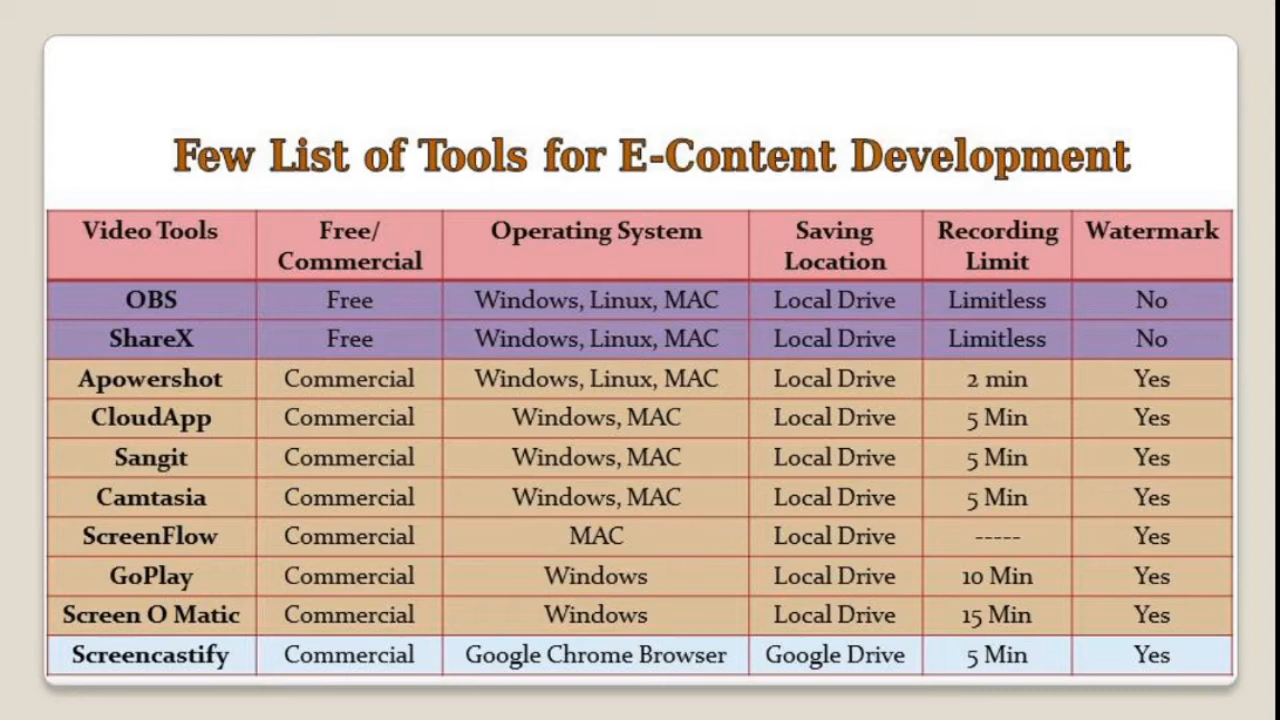 Few List of Tools for E-Content Development
Video Tools Free/ Commercial Operating System Saving Location Recording Limit Watermark
OBS Free Windows, Linux, MAC Local Drive Limitless No
ShareX Free Windows, Linux, MAC Local Drive Limitless No
Apowershot Commercial Windows, Linux, MAC Local Drive 2 min Yes
CloudApp Commercial Windows, MAC Local Drive 5 Min Yes
Sangit Commercial Windows, MAC Local Drive 5 Min Yes
Camtasia Commercial Windows, MAC Local Drive 5 Min Yes
ScreenFlow Commercial MAC Local Drive ----- Yes
GoPlay Commercial Windows Local Drive 10 Min Yes
Screen O Matic Commercial Windows Local Drive 15 Min Yes
Screencastify Commercial Google Chrome Browser Google Drive 5 Min Yes